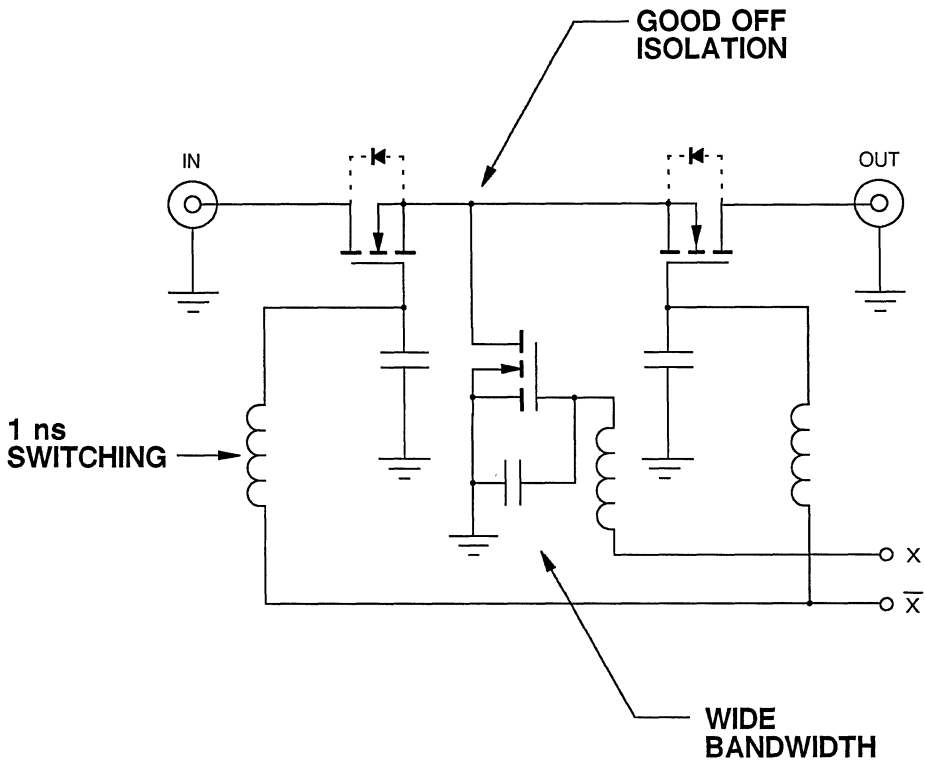 GOOD OFF
ISOLATION
IN
OUT
1 ns
SWITCHING
X
X̅
WIDE
BANDWIDTH